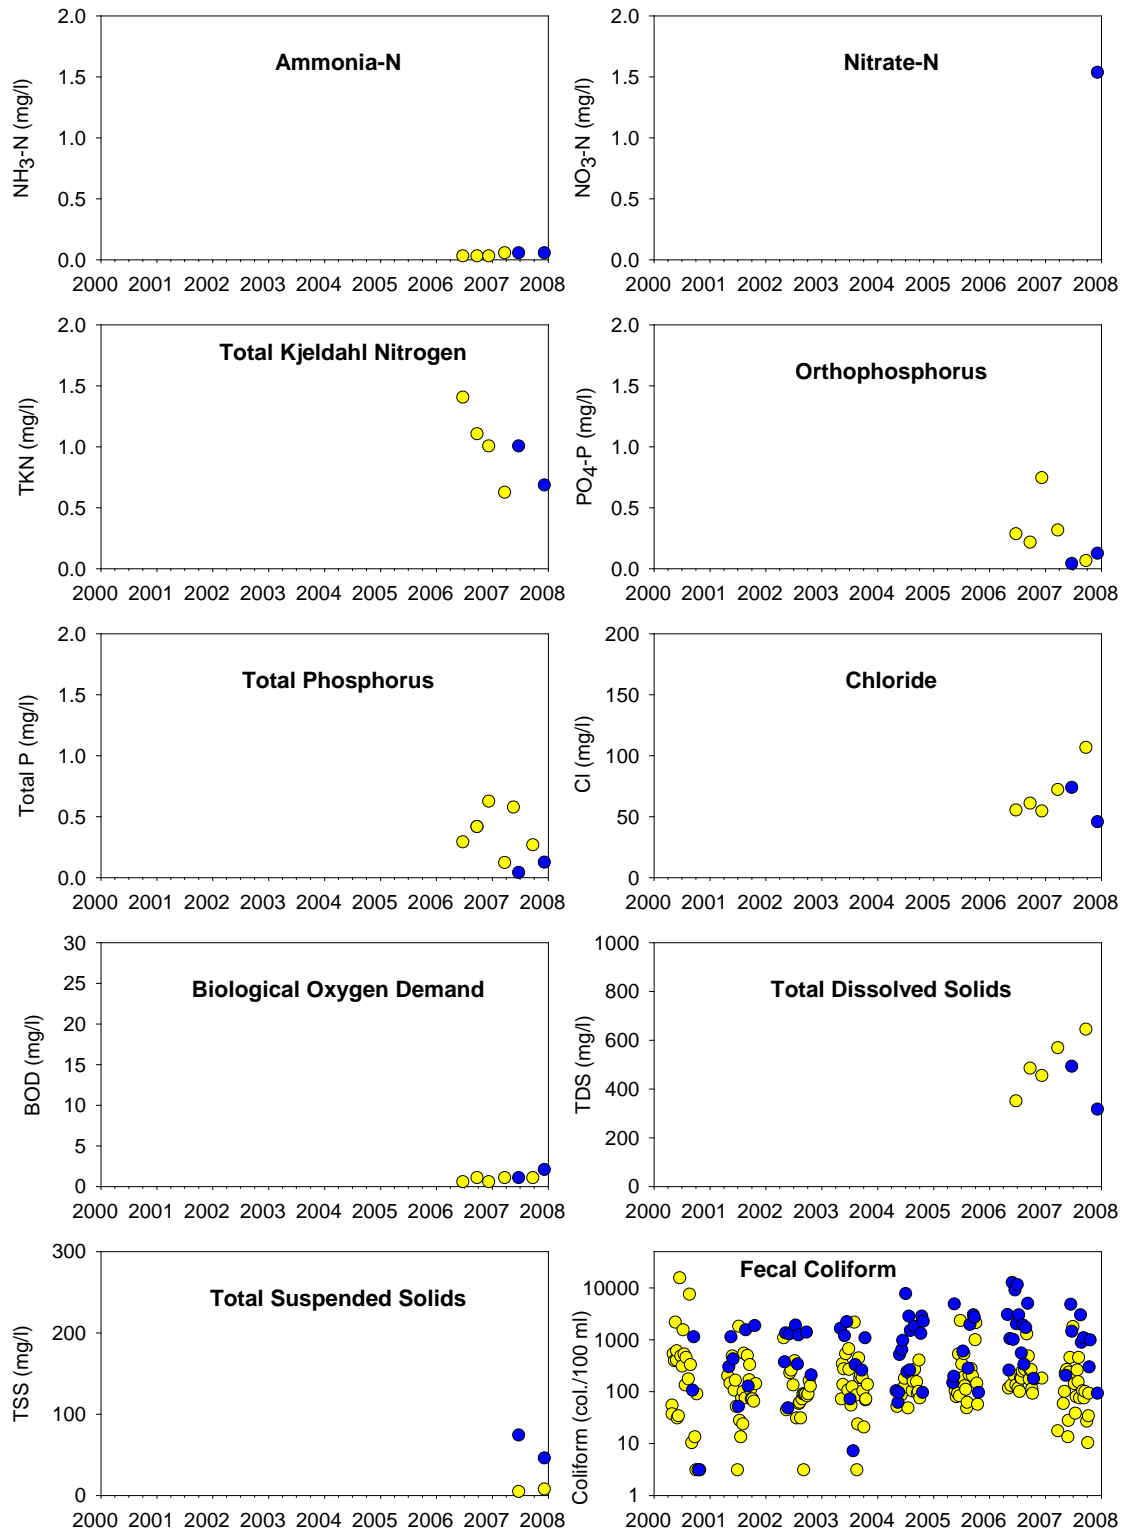 Ammonia-N
NH3-N (mg/l)
2.0
1.5
1.0
0.5
0.0
2000 2001 2002 2003 2004 2005 2006 2007 2008
Nitrate-N
NO3-N (mg/l)
2.0
1.5
1.0
0.5
0.0
2000 2001 2002 2003 2004 2005 2006 2007 2008
Total Kjeldahl Nitrogen
TKN (mg/l)
2.0
1.5
1.0
0.5
0.0
2000 2001 2002 2003 2004 2005 2006 2007 2008
Orthophosphorus
PO4-P (mg/l)
2.0
1.5
1.0
0.5
0.0
2000 2001 2002 2003 2004 2005 2006 2007 2008
Total Phosphorus
Total P (mg/l)
2.0
1.5
1.0
0.5
0.0
2000 2001 2002 2003 2004 2005 2006 2007 2008
Chloride
Cl (mg/l)
200
150
100
50
0
2000 2001 2002 2003 2004 2005 2006 2007 2008
Biological Oxygen Demand
BOD (mg/l)
30
25
20
15
10
5
0
2000 2001 2002 2003 2004 2005 2006 2007 2008
Total Dissolved Solids
TDS (mg/l)
1000
800
600
400
200
0
2000 2001 2002 2003 2004 2005 2006 2007 2008
Total Suspended Solids
TSS (mg/l)
300
200
100
0
2000 2001 2002 2003 2004 2005 2006 2007 2008
Fecal Coliform
Coliform (col./100 ml)
10000
1000
100
10
1
2000 2001 2002 2003 2004 2005 2006 2007 2008